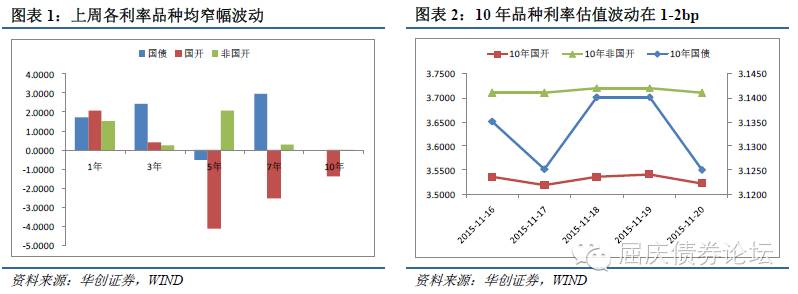 图表 1：上周各利率品种均窄幅波动
国债 国开 非国开
4.0000
3.0000
2.0000
1.0000
0.0000
-1.0000
-2.0000
-3.0000
-4.0000
-5.0000
1年 3年 5年 7年 10年
资料来源：华创证券，WIND
图表 2：10 年品种利率估值波动在 1-2bp
10年国开 10年非国开 10年国债
3.7500
3.7000
3.6500
3.6000
3.5500
3.5000
3.1450
3.1400
3.1350
3.1300
3.1250
3.1200
2015-11-16 2015-11-17 2015-11-18 2015-11-19 2015-11-20
资料来源：华创证券，WIND
屈庆债券论坛